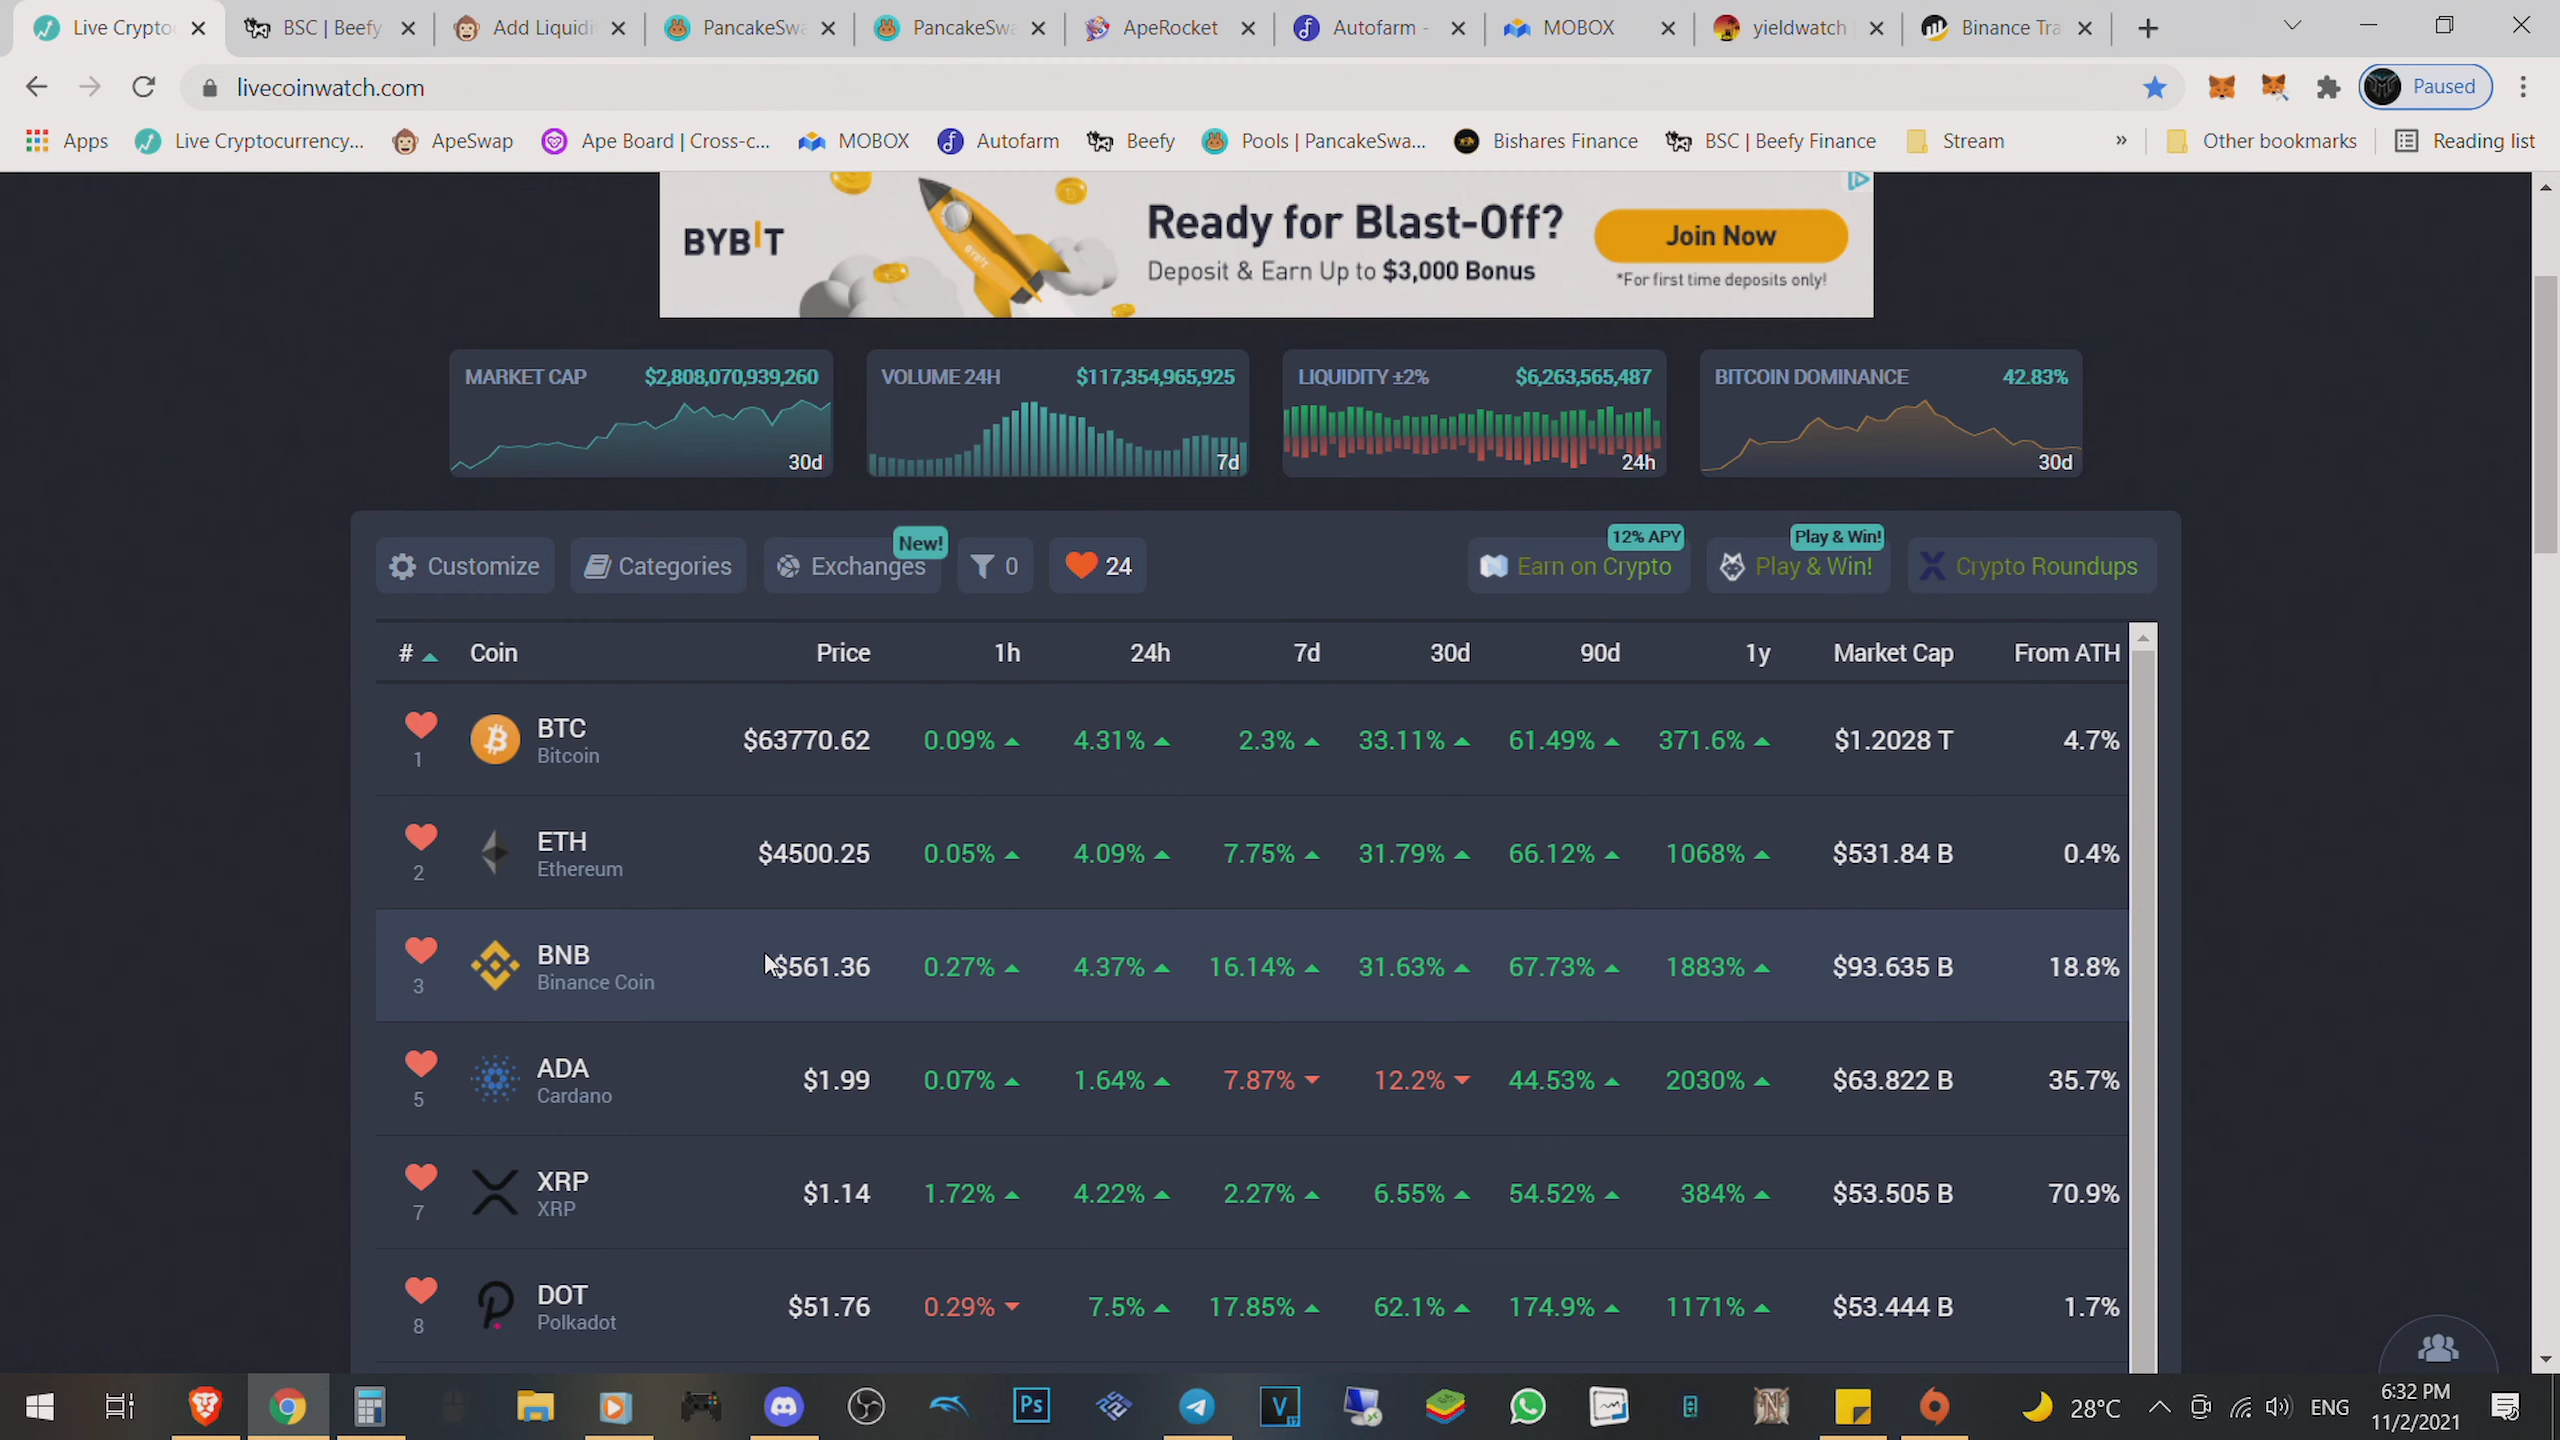 Live Crypto
BSC | Beefy
Add Liquidi
PancakeSwa
PancakeSwa
ApeRocket
Autofarm -
MOBOX
yieldwatch
Binance Tra
livecoinwatch.com
Paused
Apps
Live Cryptocurrency...
ApeSwap
Ape Board | Cross-c...
MOBOX
Autofarm
Beefy
Pools | PancakeSwa...
Bishares Finance
BSC | Beefy Finance
Stream
»
Other bookmarks
Reading list
BYBIT
Ready for Blast-Off?
Deposit & Earn Up to $3,000 Bonus
Join Now
*For first time deposits only!
MARKET CAP $2,808,070,939,260
30d
VOLUME 24H $117,354,965,925
7d
LIQUIDITY ±2% $6,263,565,487
24h
BITCOIN DOMINANCE 42.83%
30d
Customize
Categories
Exchanges
New!
0
24
12% APY
Earn on Crypto
Play & Win!
Play & Win!
Crypto Roundups
# Coin Price 1h 24h 7d 30d 90d 1y Market Cap From ATH
1 BTC Bitcoin $63770.62 0.09% 4.31% 2.3% 33.11% 61.49% 371.6% $1.2028 T 4.7%
2 ETH Ethereum $4500.25 0.05% 4.09% 7.75% 31.79% 66.12% 1068% $531.84 B 0.4%
3 BNB Binance Coin $561.36 0.27% 4.37% 16.14% 31.63% 67.73% 1883% $93.635 B 18.8%
5 ADA Cardano $1.99 0.07% 1.64% 7.87% 12.2% 44.53% 2030% $63.822 B 35.7%
7 XRP XRP $1.14 1.72% 4.22% 2.27% 6.55% 54.52% 384% $53.505 B 70.9%
8 DOT Polkadot $51.76 0.29% 7.5% 17.85% 62.1% 174.9% 1171% $53.444 B 1.7%
Ps
V
17
N
28°C
ENG
6:32 PM
11/2/2021